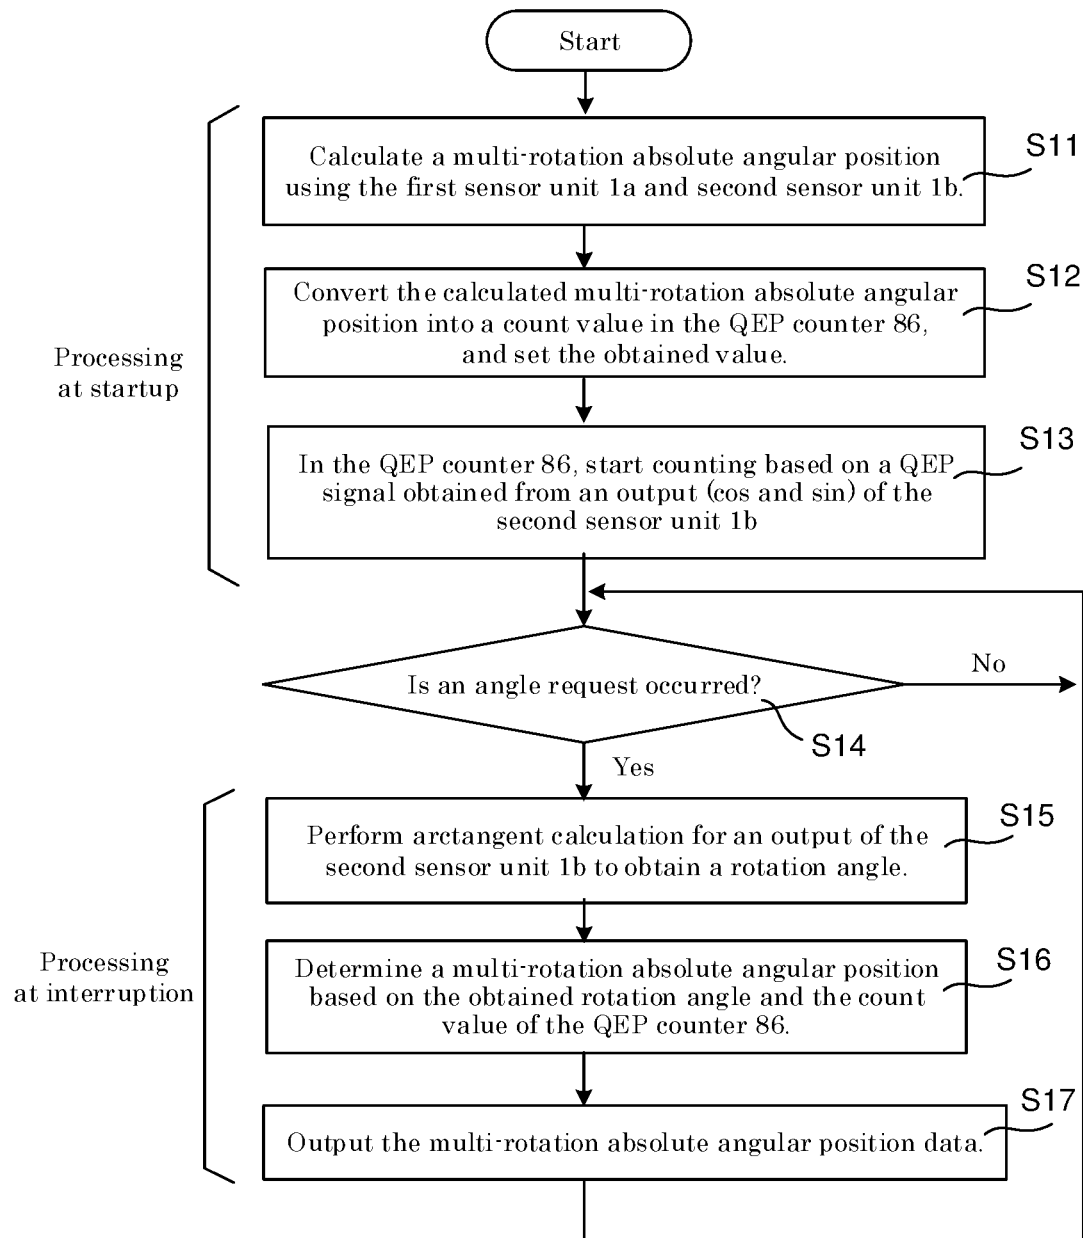 Start
S11
Calculate a multi-rotation absolute angular position
using the first sensor unit 1a and second sensor unit 1b.
S12
Convert the calculated multi-rotation absolute angular
position into a count value in the QEP counter 86,
and set the obtained value.
Processing
at startup
S13
In the QEP counter 86, start counting based on a QEP
signal obtained from an output (cos and sin) of the
second sensor unit 1b
No
Is an angle request occurred?
S14
Yes
S15
Perform arctangent calculation for an output of the
second sensor unit 1b to obtain a rotation angle.
Processing
at interruption
S16
Determine a multi-rotation absolute angular position
based on the obtained rotation angle and the count
value of the QEP counter 86.
S17
Output the multi-rotation absolute angular position data.